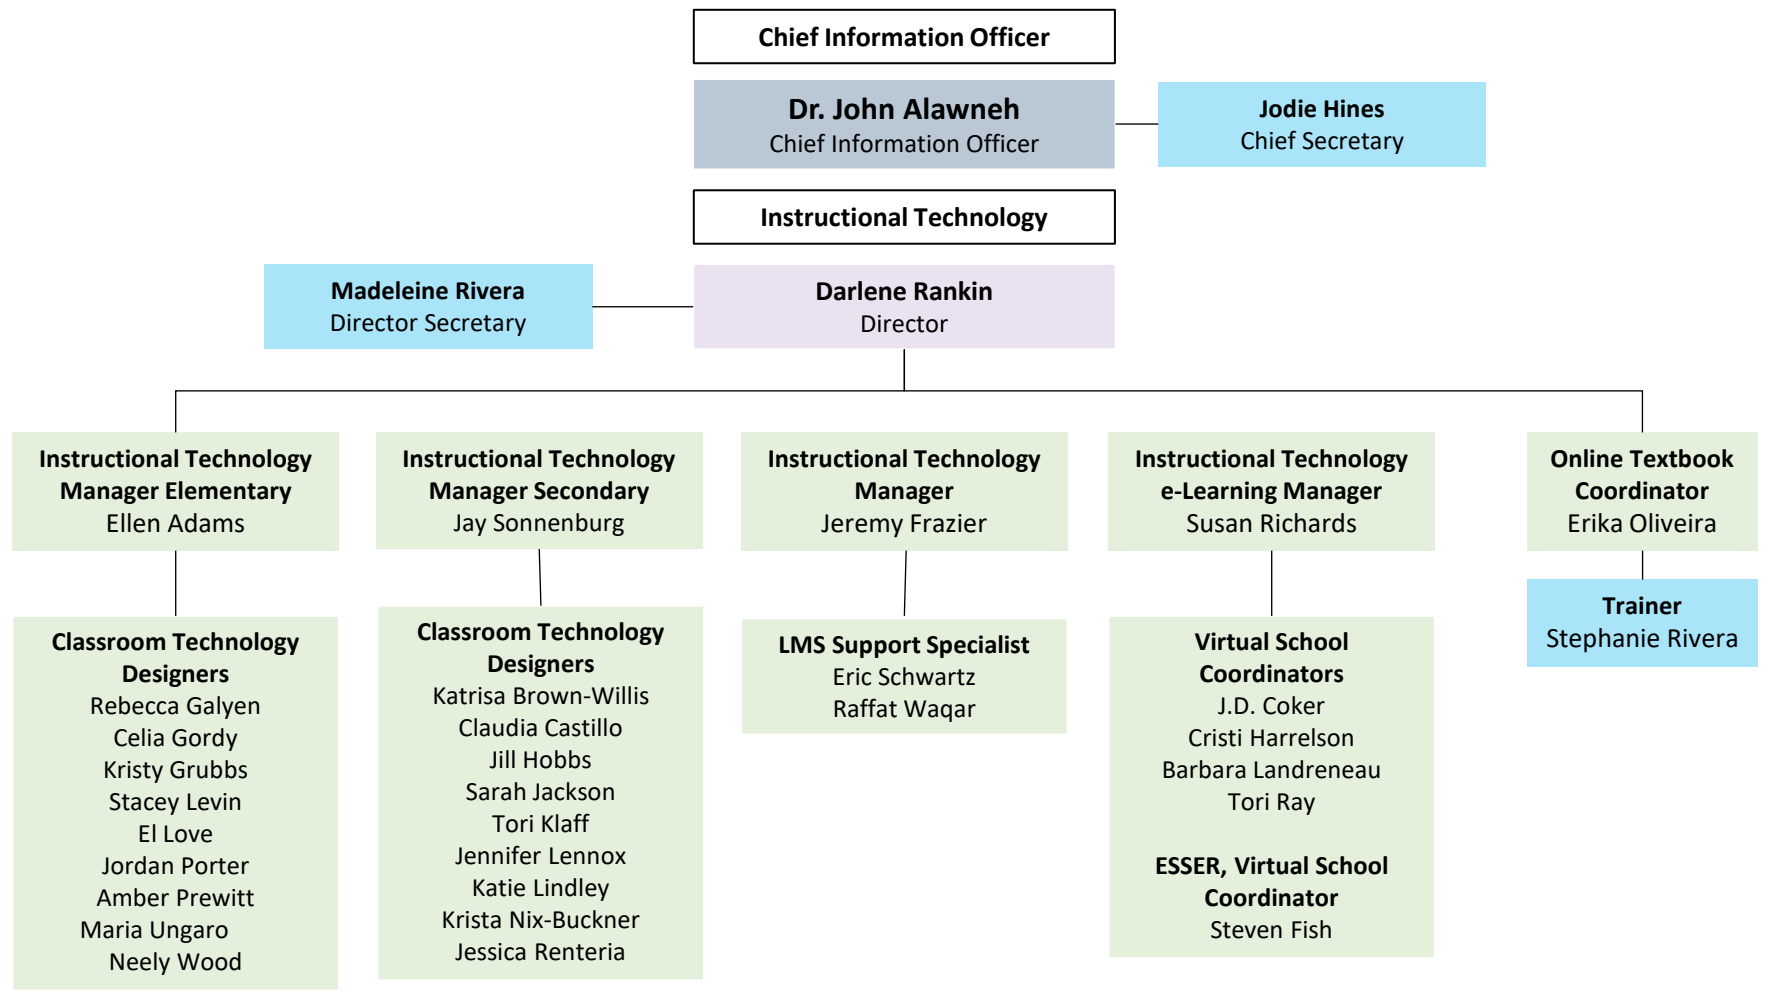 Chief Information Officer
Dr. John Alawneh
Chief Information Officer
Jodie Hines
Chief Secretary
Instructional Technology
Madeleine Rivera
Director Secretary
Darlene Rankin
Director
Instructional Technology
Manager Elementary
Ellen Adams
Instructional Technology
Manager Secondary
Jay Sonnenburg
Instructional Technology
Manager
Jeremy Frazier
Instructional Technology
e-Learning Manager
Susan Richards
Online Textbook
Coordinator
Erika Oliveira
Classroom Technology
Designers
Rebecca Galyen
Celia Gordy
Kristy Grubbs
Stacey Levin
El Love
Jordan Porter
Amber Prewitt
Maria Ungaro
Neely Wood
Classroom Technology
Designers
Katrisa Brown-Willis
Claudia Castillo
Jill Hobbs
Sarah Jackson
Tori Klaff
Jennifer Lennox
Katie Lindley
Krista Nix-Buckner
Jessica Renteria
LMS Support Specialist
Eric Schwartz
Raffat Waqar
Virtual School
Coordinators
J.D. Coker
Cristi Harrelson
Barbara Landreneau
Tori Ray
ESSER, Virtual School
Coordinator
Steven Fish
Trainer
Stephanie Rivera